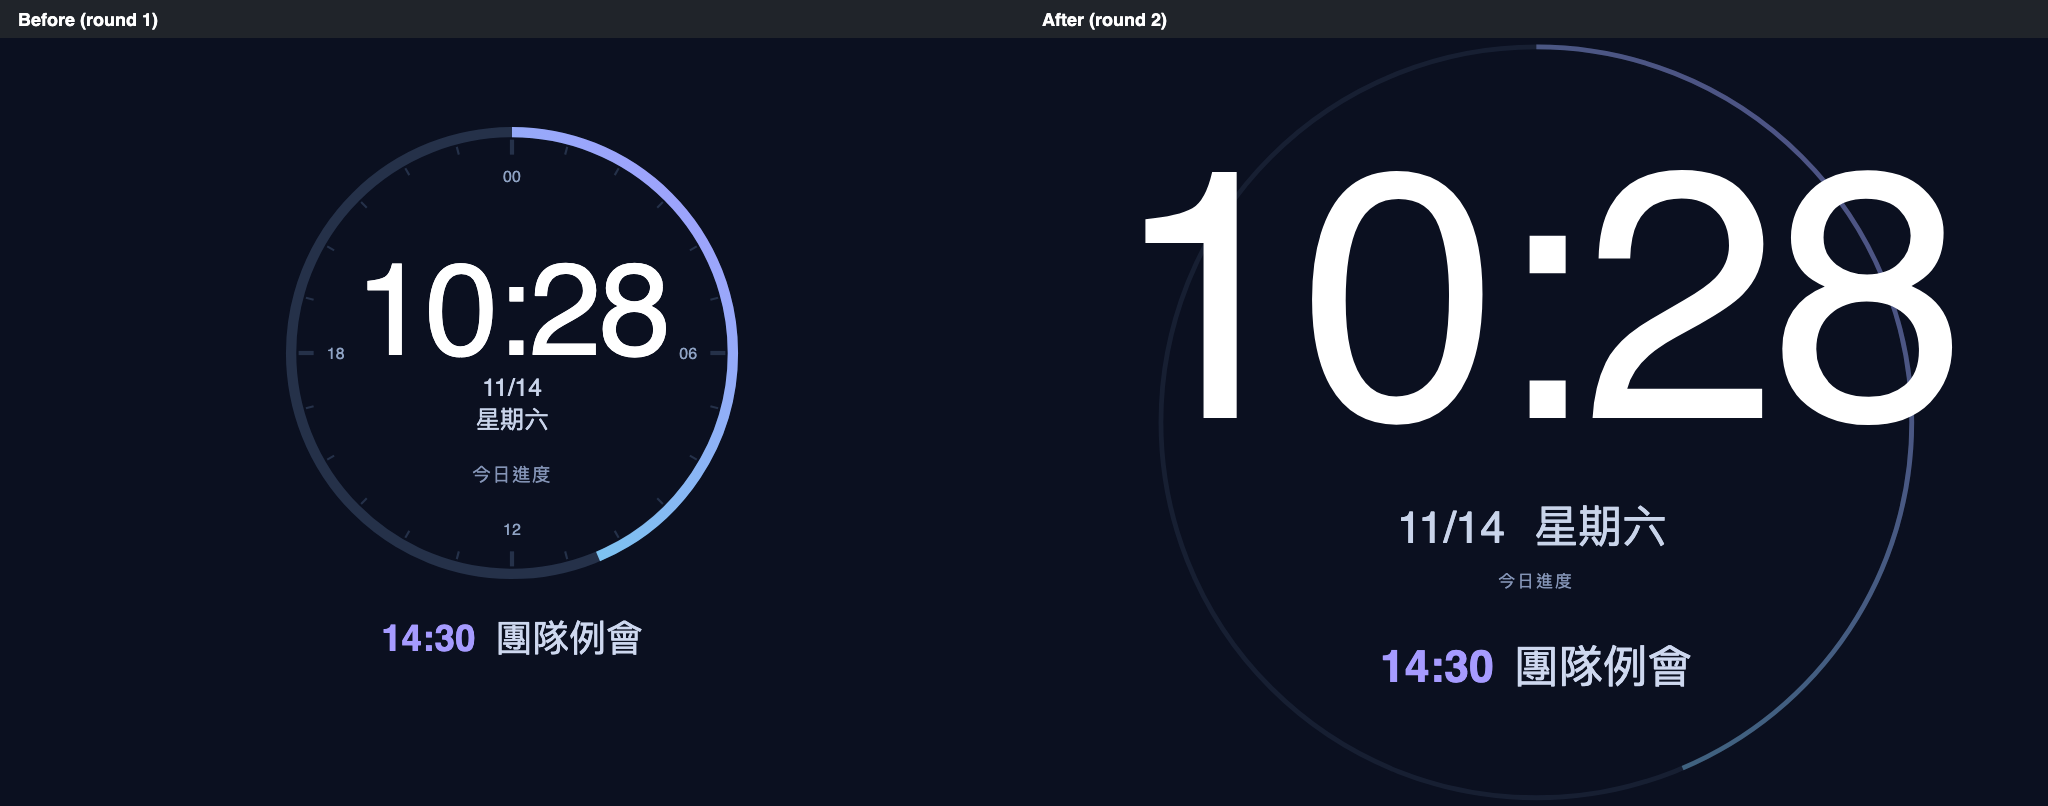 Before (round 1)
00
10:28
18
06
11/14
星期六
今日進度
12
14:30 團隊例會
After (round 2)
10:28
11/14 星期六
今日進度
14:30 團隊例會